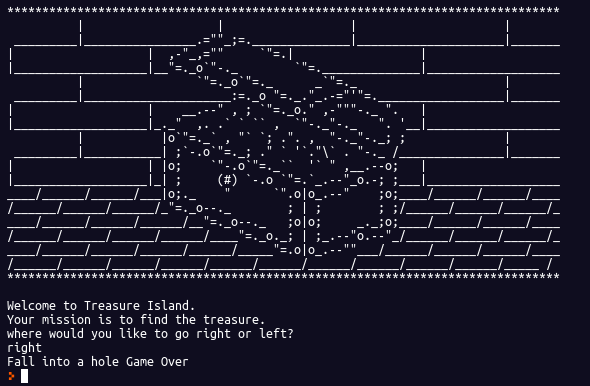 Welcome to Treasure Island.
Your mission is to find the treasure.
where would you like to go right or left?
right
Fall into a hole Game Over